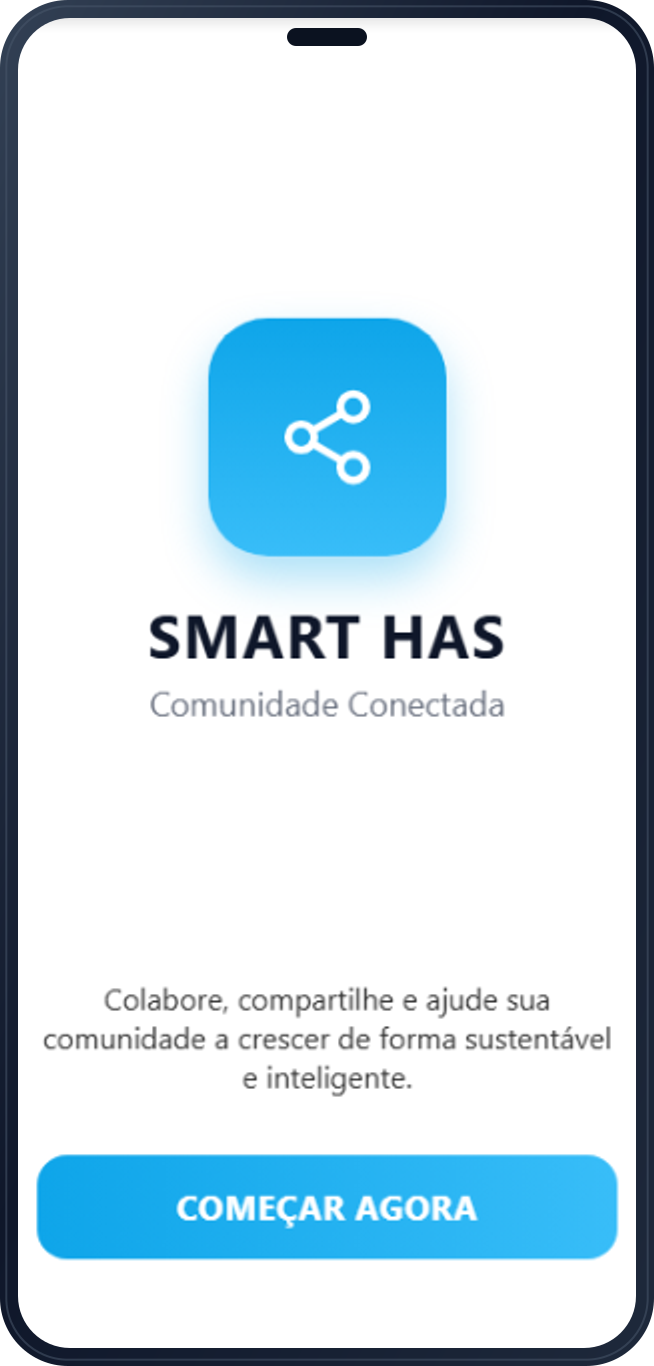 SMART HAS
Comunidade Conectada
Colabore, compartilhe e ajude sua
comunidade a crescer de forma sustentável
e inteligente.
COMEÇAR AGORA